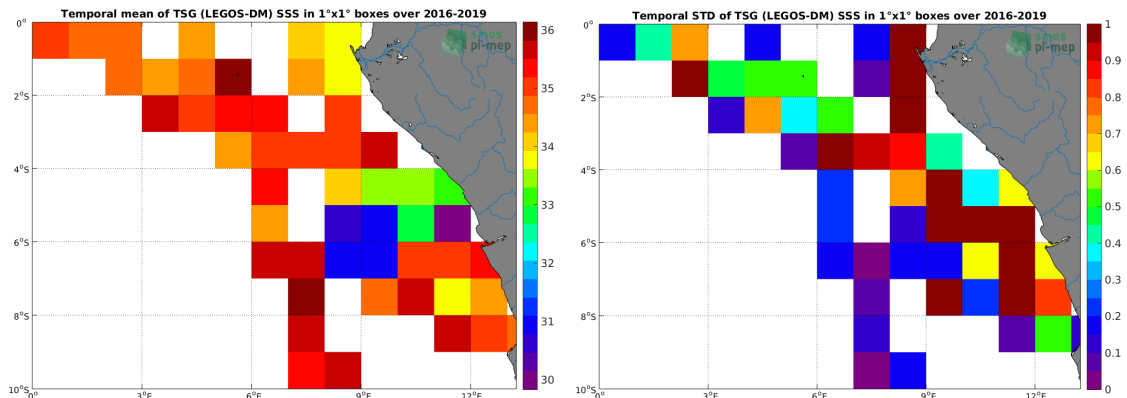 Temporal mean of TSG (LEGOS-DM) SSS in 1°x1° boxes over 2016-2019
0°
2°S
4°S
6°S
8°S
10°S
0°
3°E
6°E
9°E
12°E
36
35
34
33
32
31
30
smos
pi-mep
Temporal STD of TSG (LEGOS-DM) SSS in 1°x1° boxes over 2016-2019
0°
2°S
4°S
6°S
8°S
10°S
0°
3°E
6°E
9°E
12°E
1
0.9
0.8
0.7
0.6
0.5
0.4
0.3
0.2
0.1
0
smos
pi-mep